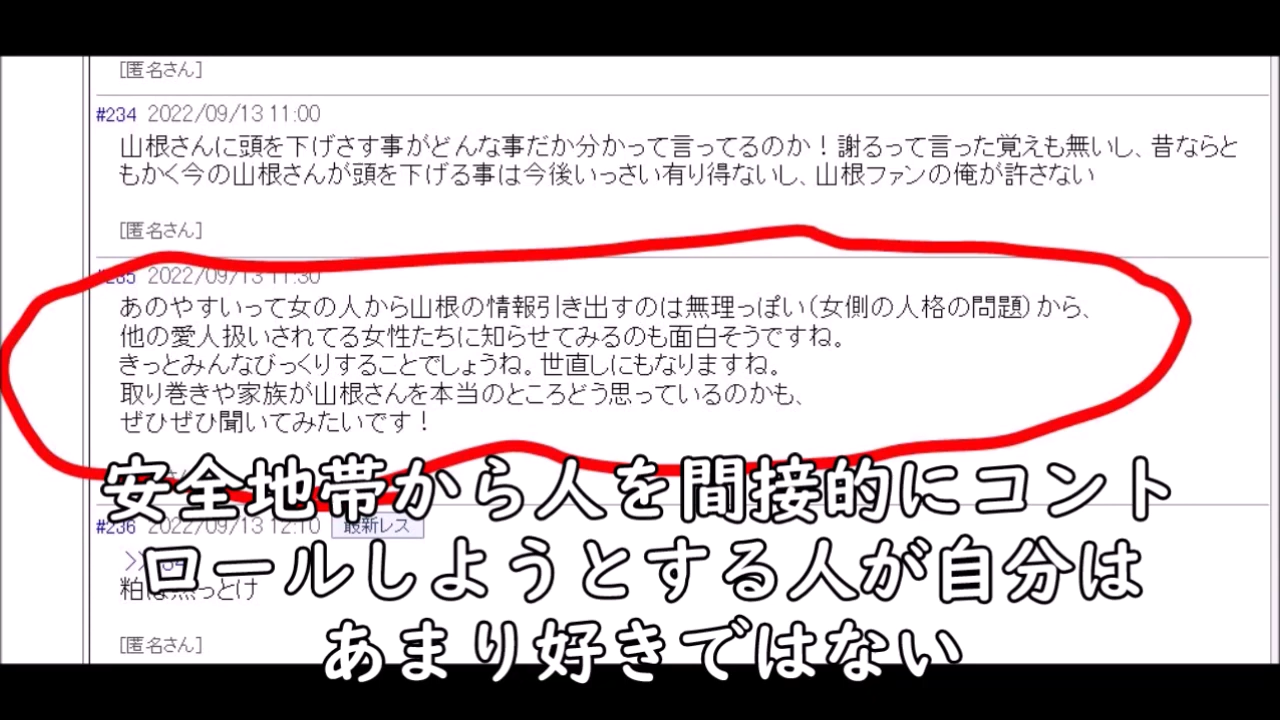 [匿名さん]
#234 2022/09/13 11:00
山根さんに頭を下げさす事がどんな事だか分かって言ってるのか！謝るって言った覚えも無いし、昔ならと
もかく今の山根さんが頭を下げる事は今後いっさい有り得ないし、山根ファンの俺が許さない
[匿名さん]
#235 2022/09/13 11:30
あのやすいって女の人から山根の情報引き出すのは無理っぽい（女側の人格の問題）から、
他の愛人扱いされてる女性たちに知らせてみるのも面白そうですね。
きっとみんなびっくりすることでしょうね。世直しにもなりますね。
取り巻きや家族が山根さんを本当のところどう思っているのかも、
ぜひぜひ聞いてみたいです！
安全地帯から人を間接的にコント
#236 2022/09/13 12:10 最新レス
ロールしようとする人が自分は
粕は黙っとけ
[匿名さん]
あまり好きではない